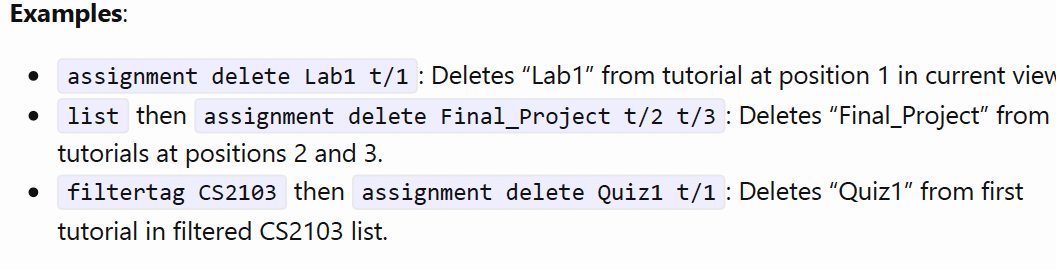 Examples:
assignment delete Lab1 t/1 : Deletes “Lab1” from tutorial at position 1 in current view
list then assignment delete Final_Project t/2 t/3 : Deletes “Final_Project” from
tutorials at positions 2 and 3.
filtertag CS2103 then assignment delete Quiz1 t/1 : Deletes “Quiz1” from first
tutorial in filtered CS2103 list.